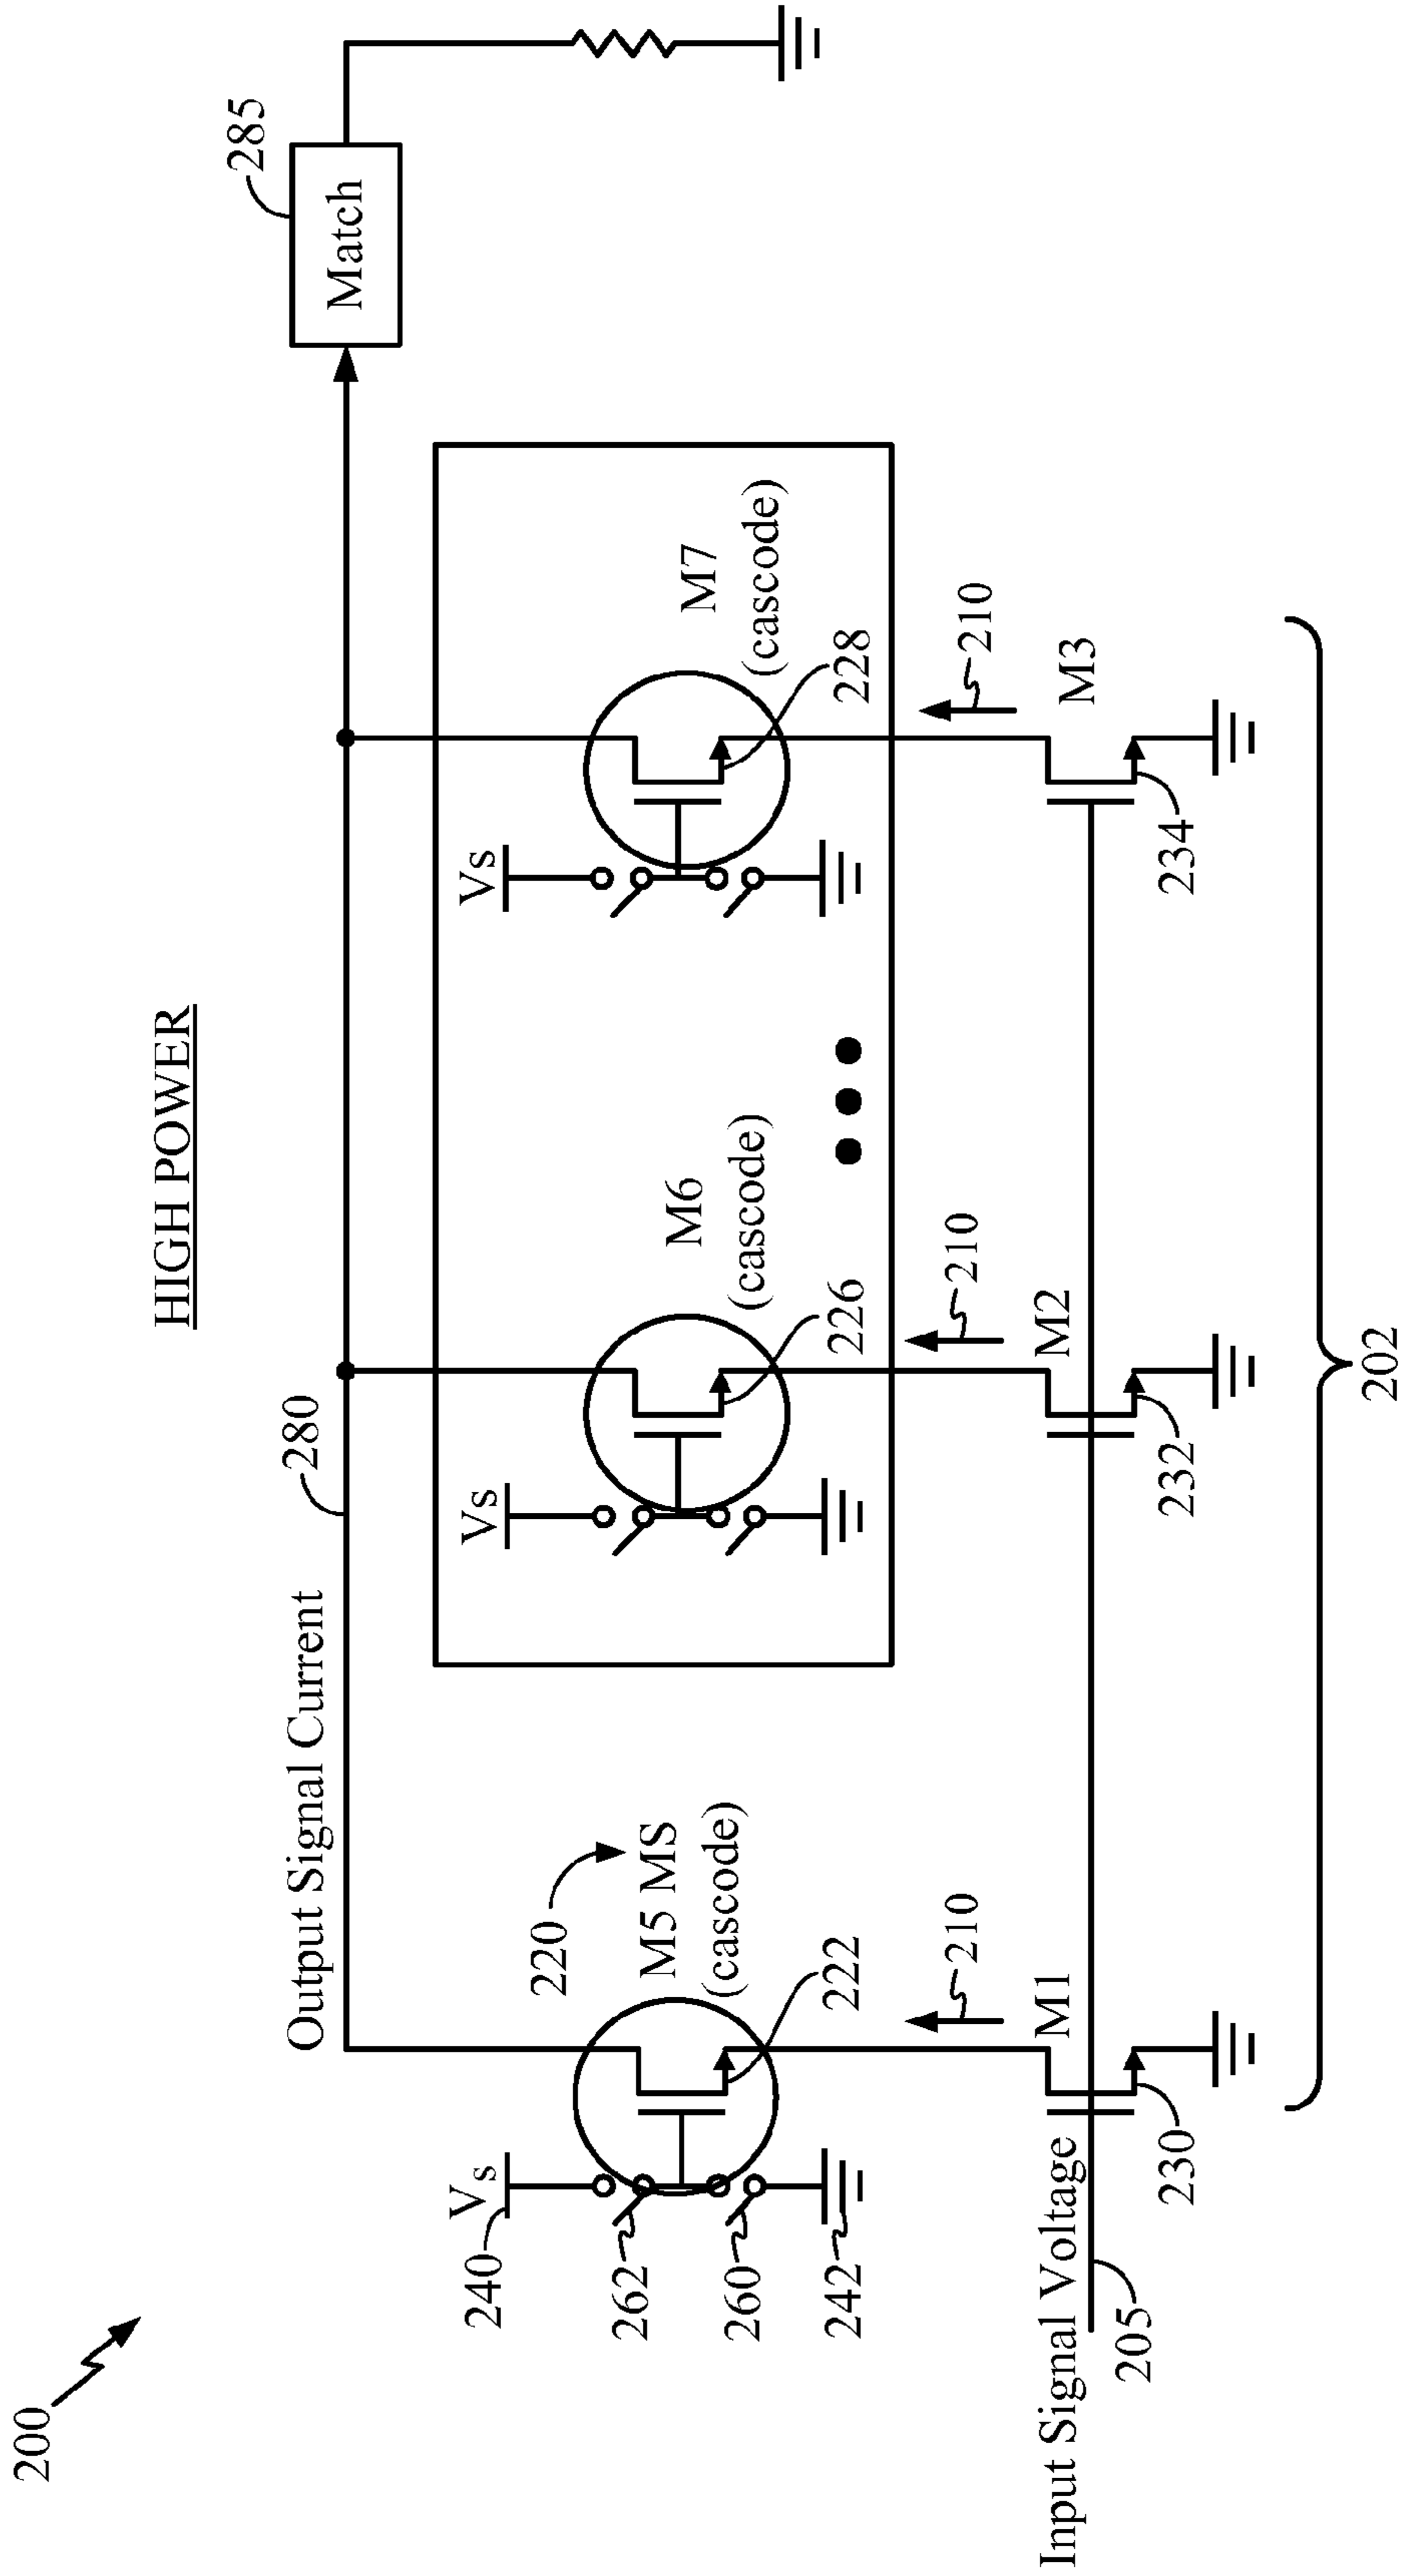 200
HIGH POWER
Output Signal Current
280
285
Match
240
Vs
262
260
242
220
M5 MS
(cascode)
222
Vs
M6
(cascode)
226
Vs
M7
(cascode)
228
210
210
210
Input Signal Voltage
205
M1
230
M2
232
M3
234
202